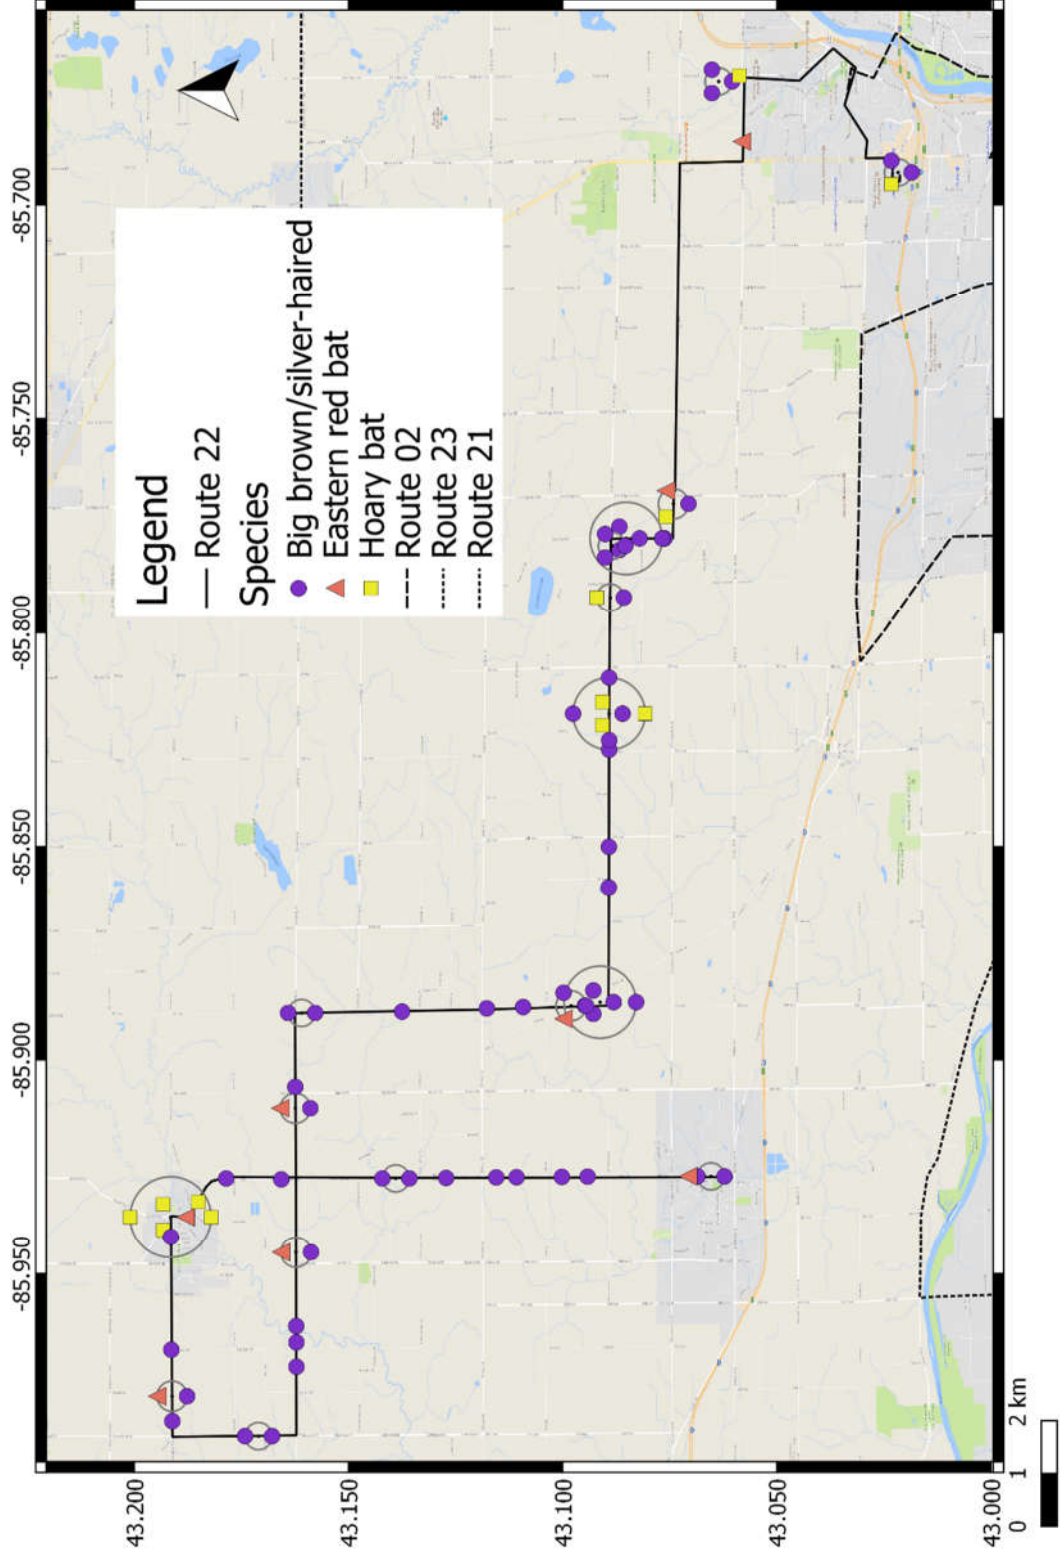 -85.950
-85.900
-85.850
-85.800
-85.750
-85.700
43.200
43.150
43.100
43.050
43.000
Legend
Route 22
Species
Big brown/silver-haired
Eastern red bat
Hoary bat
Route 02
Route 23
Route 21
0 1 2 km